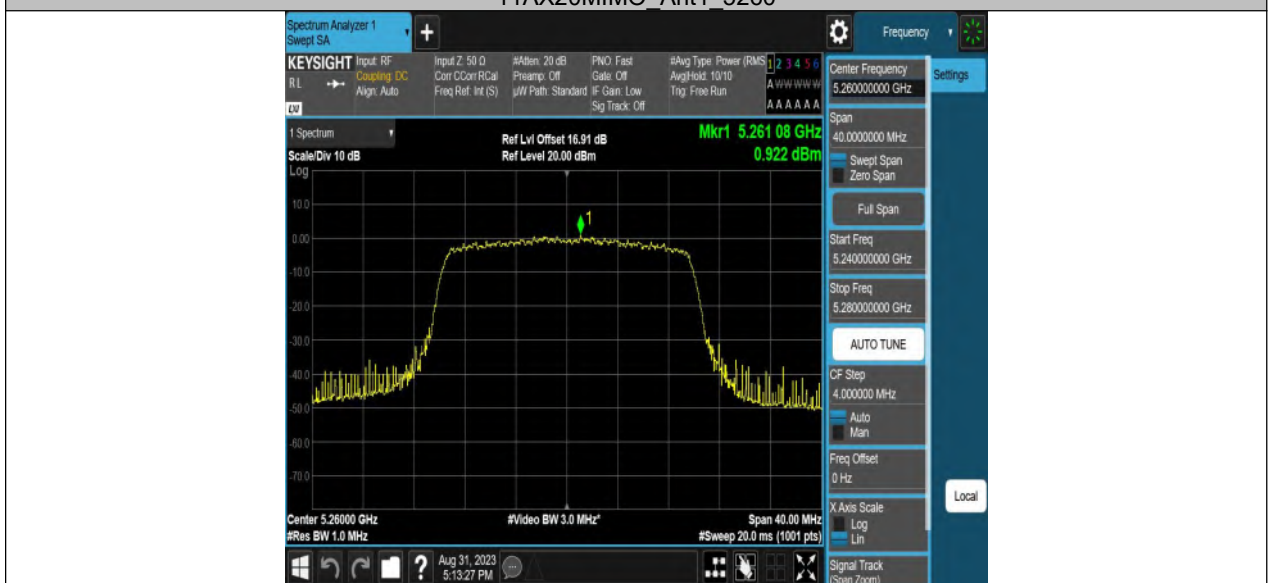 11AX20MIMO_Ant1_5260
Spectrum Analyzer 1
Swept SA
+
Frequency
KEYSIGHT
RL
LXI
Input: RF
Coupling: DC
Align: Auto
Input Z: 50 Ω
Corr CCorr RCal
Freq Ref: Int (S)
#Atten: 20 dB
Preamp: Off
µW Path: Standard
PNO: Fast
Gate: Off
IF Gain: Low
Sig Track: Off
#Avg Type: Power (RMS
Avg|Hold: 10/10
Trig: Free Run
1 2 3 4 5 6
A W W W W W
A A A A A A
1 Spectrum
Scale/Div 10 dB
Ref Lvl Offset 16.91 dB
Ref Level 20.00 dBm
Mkr1 5.261 08 GHz
0.922 dBm
Log
10.0
0.00
-10.0
-20.0
-30.0
-40.0
-50.0
-60.0
-70.0
1
Center 5.26000 GHz
#Res BW 1.0 MHz
#Video BW 3.0 MHz*
Span 40.00 MHz
#Sweep 20.0 ms (1001 pts)
?
Aug 31, 2023
5:13:27 PM
Center Frequency
5.260000000 GHz
Settings
Span
40.0000000 MHz
Swept Span
Zero Span
Full Span
Start Freq
5.240000000 GHz
Stop Freq
5.280000000 GHz
AUTO TUNE
CF Step
4.000000 MHz
Auto
Man
Freq Offset
0 Hz
X Axis Scale
Log
Lin
Local
Signal Track
(Span Zoom)